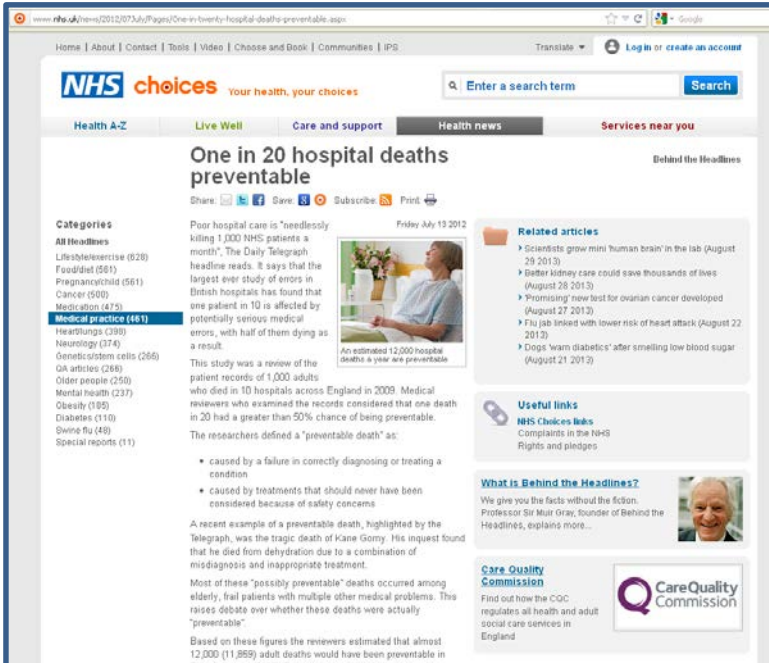 www.nhs.uk/news/2012/07July/Pages/One-in-twenty-hospital-deaths-preventable.aspx
Google
Home | About | Contact | Tools | Video | Choose and Book | Communities | IPS
Translate
Log in or create an account
NHS choices Your health, your choices
Enter a search term
Search
Health A-Z
Live Well
Care and support
Health news
Services near you
One in 20 hospital deaths
preventable
Behind the Headlines
Share: Save: Subscribe: Print:
Categories
All Headlines
Lifestyle/exercise (628)
Food/diet (561)
Pregnancy/child (561)
Cancer (500)
Medication (475)
Medical practice (461)
Heart/lungs (398)
Neurology (374)
Genetics/stem cells (266)
QA articles (266)
Older people (250)
Mental health (237)
Obesity (185)
Diabetes (110)
Swine flu (48)
Special reports (11)
Friday July 13 2012
Poor hospital care is "needlessly
killing 1,000 NHS patients a
month", The Daily Telegraph
headline reads. It says that the
largest ever study of errors in
British hospitals has found that
one patient in 10 is affected by
potentially serious medical
errors, with half of them dying as
a result.
An estimated 12,000 hospital
deaths a year are preventable
This study was a review of the
patient records of 1,000 adults
who died in 10 hospitals across England in 2009. Medical
reviewers who examined the records considered that one death
in 20 had a greater than 50% chance of being preventable.
The researchers defined a "preventable death" as:
• caused by a failure in correctly diagnosing or treating a
condition
• caused by treatments that should never have been
considered because of safety concerns
A recent example of a preventable death, highlighted by the
Telegraph, was the tragic death of Kane Gorny. His inquest found
that he died from dehydration due to a combination of
misdiagnosis and inappropriate treatment.
Most of these "possibly preventable" deaths occurred among
elderly, frail patients with multiple other medical problems. This
raises debate over whether these deaths were actually
"preventable".
Based on these figures the reviewers estimated that almost
12,000 (11,859) adult deaths would have been preventable in
Related articles
Scientists grow mini 'human brain' in the lab (August
29 2013)
Better kidney care could save thousands of lives
(August 28 2013)
'Promising' new test for ovarian cancer developed
(August 27 2013)
Flu jab linked with lower risk of heart attack (August 22
2013)
Dogs 'warn diabetics' after smelling low blood sugar
(August 21 2013)
Useful links
NHS Choices links
Complaints in the NHS
Rights and pledges
What is Behind the Headlines?
We give you the facts without the fiction.
Professor Sir Muir Gray, founder of Behind the
Headlines, explains more...
Care Quality
Commission
Find out how the CQC
regulates all health and adult
social care services in
England
CareQuality
Commission